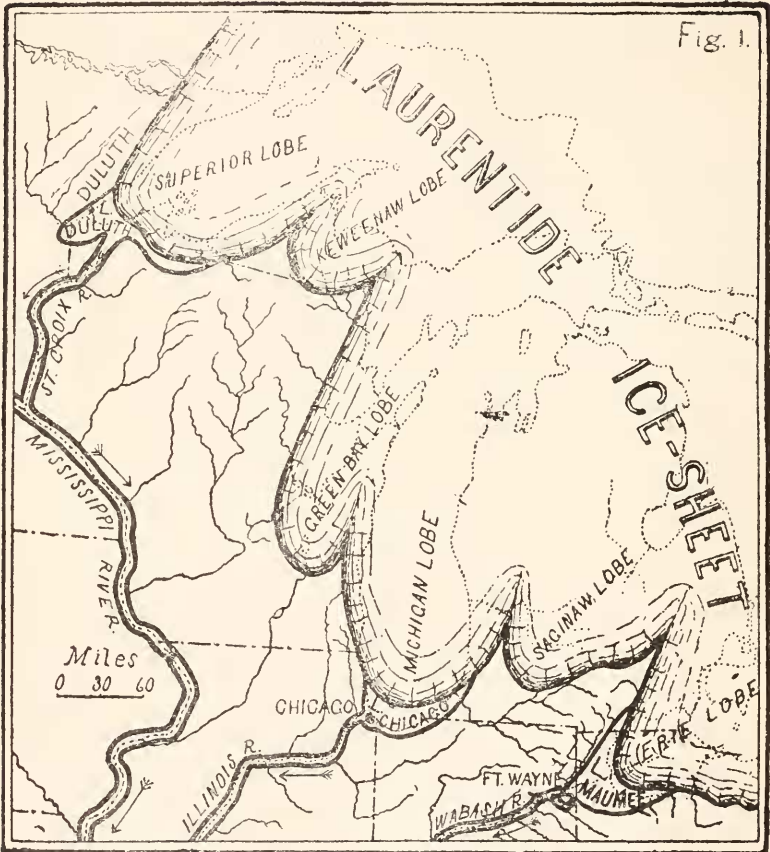 Fig. 1.
LAURENTIDE
ICE-SHEET
DULUTH
SUPERIOR LOBE
L. DULUTH
KEWEENAW LOBE
ST. CROIX R.
GREEN BAY LOBE
MISSISSIPPI RIVER.
MICHIGAN LOBE
SAGINAW LOBE
Miles
0 30 60
CHICAGO
L. CHICAGO
ERIE LOBE
ILLINOIS R.
FT. WAYNE
L. MAUMEE
WABASH R.